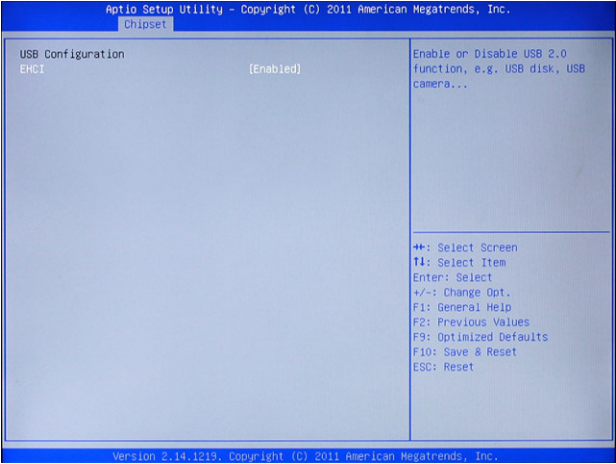 Aptio Setup Utility – Copyright (C) 2011 American Megatrends, Inc.
Chipset
USB Configuration
EHCI [Enabled]
Enable or Disable USB 2.0
function, e.g. USB disk, USB
camera...
→←: Select Screen
↑↓: Select Item
Enter: Select
+/-: Change Opt.
F1: General Help
F2: Previous Values
F9: Optimized Defaults
F10: Save & Reset
ESC: Reset
Version 2.14.1219. Copyright (C) 2011 American Megatrends, Inc.